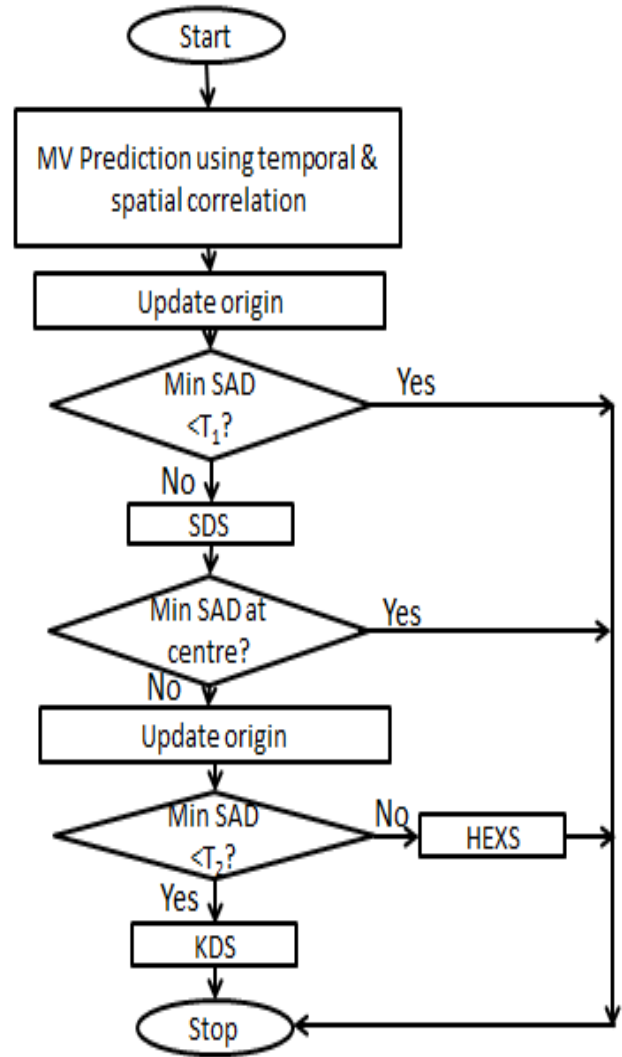 Start
MV Prediction using temporal &
spatial correlation
Update origin
Min SAD
<T₁?
Yes
No
SDS
Min SAD at
centre?
Yes
No
Update origin
Min SAD
<T₂?
No
HEXS
Yes
KDS
Stop